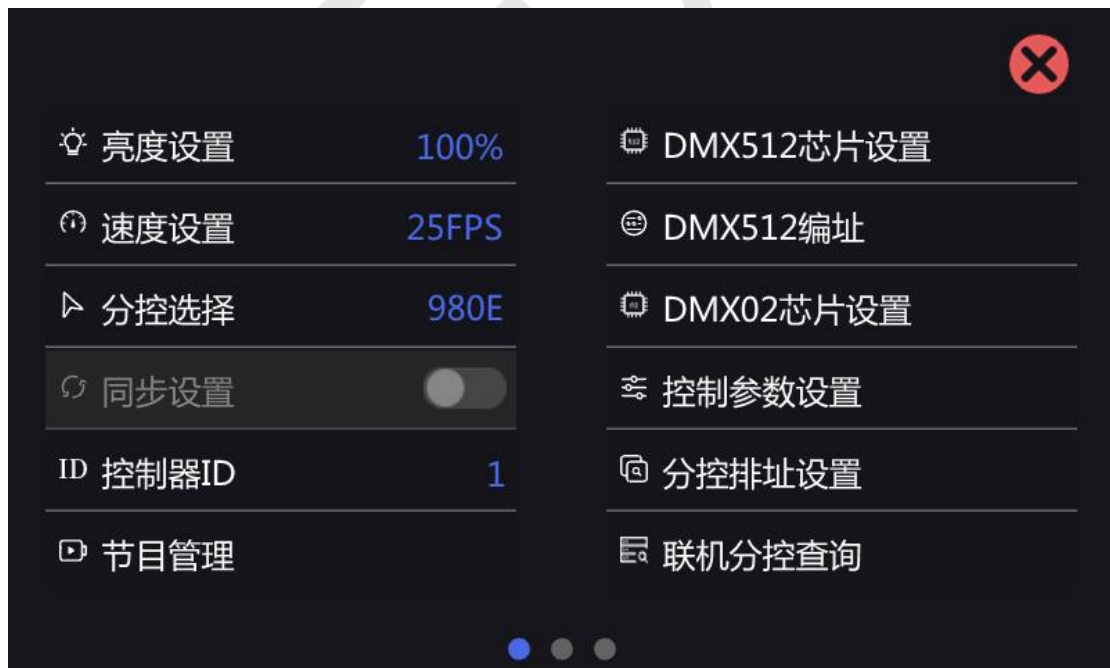 亮度设置 100%
速度设置 25FPS
分控选择 980E
同步设置
ID 控制器ID 1
节目管理
DMX512芯片设置
DMX512编址
DMX02芯片设置
控制参数设置
分控排址设置
联机分控查询